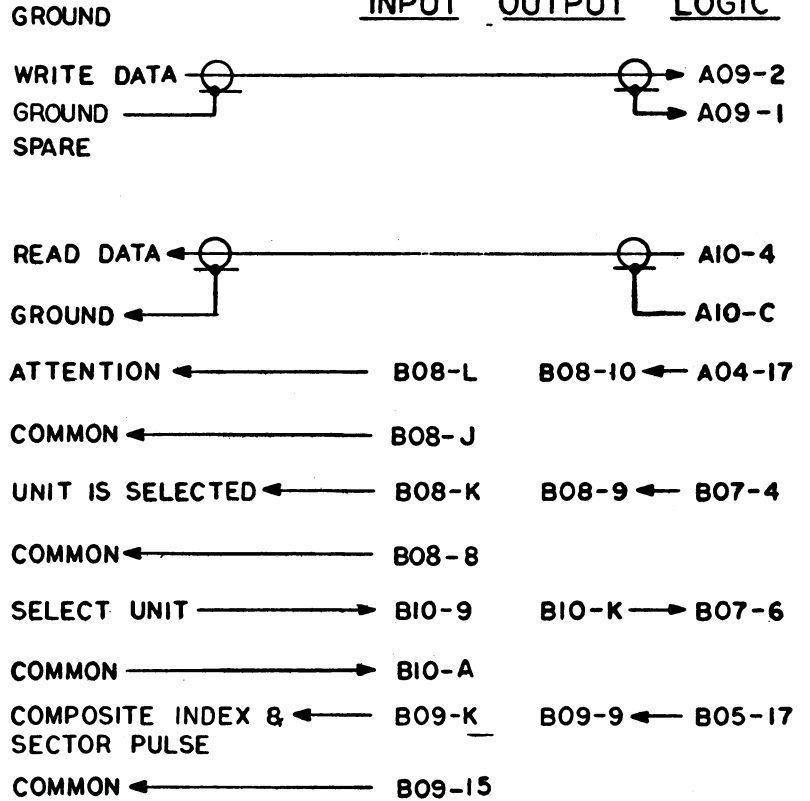 INPUT OUTPUT LOGIC
GROUND
WRITE DATA A09-2
GROUND A09-1
SPARE
READ DATA A10-4
GROUND A10-C
ATTENTION B08-L B08-10 A04-17
COMMON B08-J
UNIT IS SELECTED B08-K B08-9 B07-4
COMMON B08-8
SELECT UNIT B10-9 B10-K B07-6
COMMON B10-A
COMPOSITE INDEX & B09-K B09-9 B05-17
SECTOR PULSE
COMMON B09-15